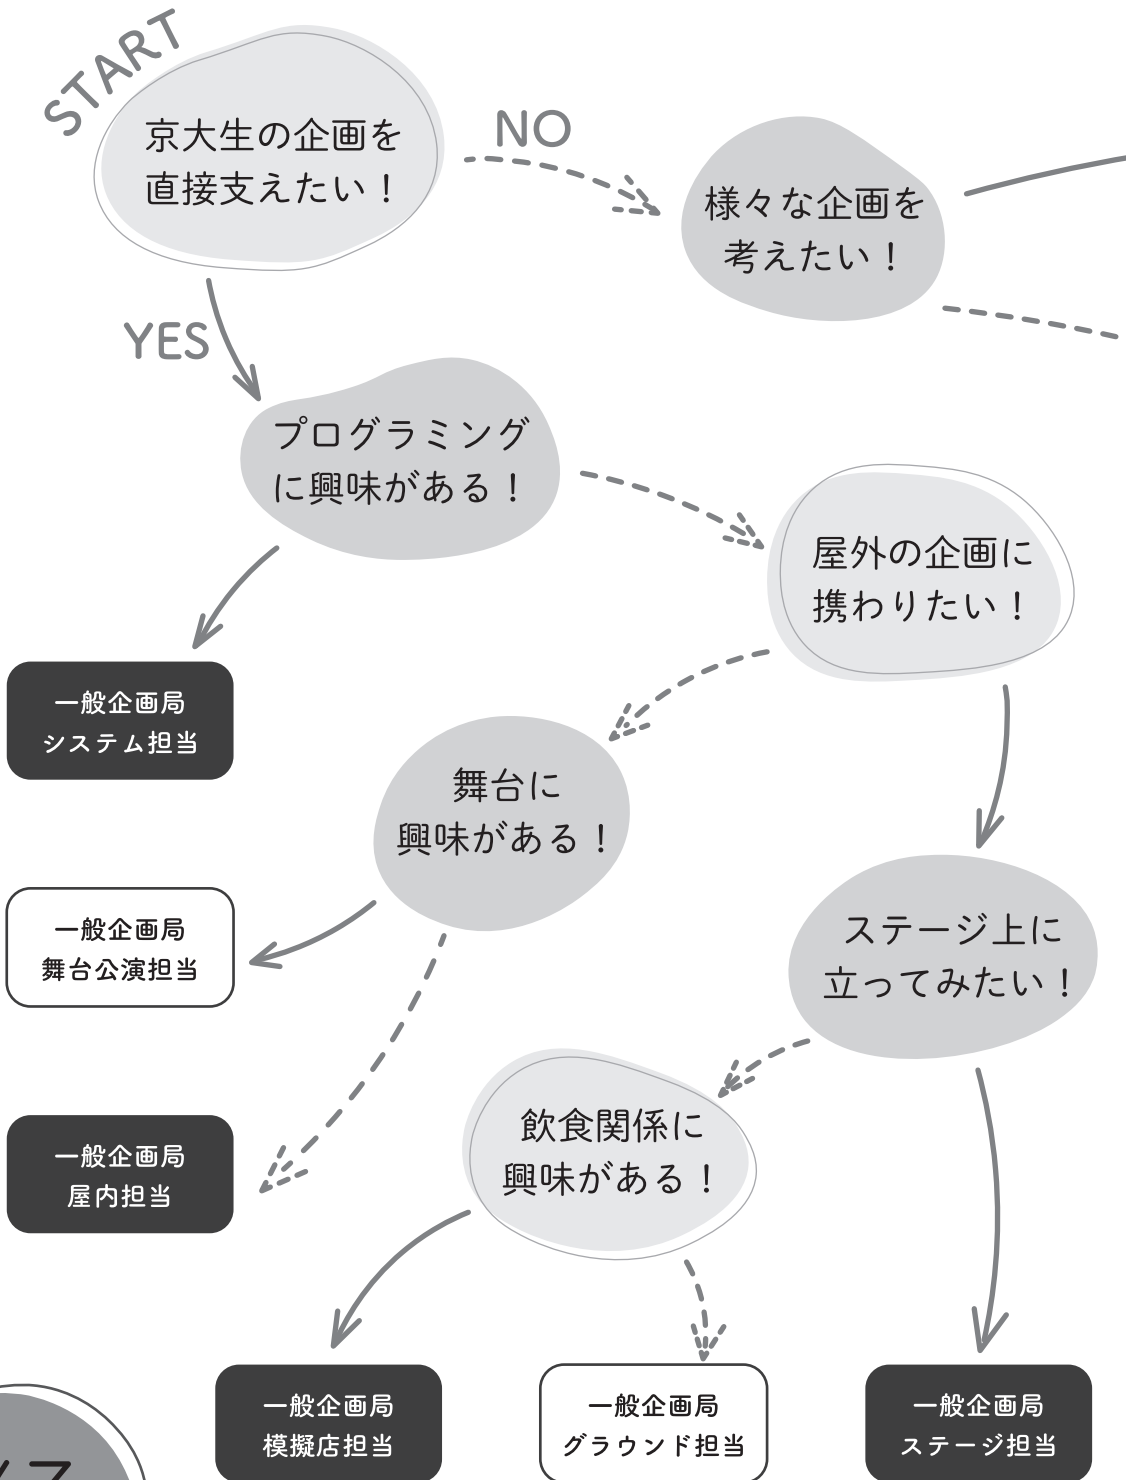 START
京大生の企画を
直接支えたい！
NO
様々な企画を
考えたい！
YES
プログラミング
に興味がある！
屋外の企画に
携わりたい！
一般企画局
システム担当
舞台に
興味がある！
一般企画局
舞台公演担当
ステージ上に
立ってみたい！
飲食関係に
興味がある！
一般企画局
屋内担当
一般企画局
模擬店担当
一般企画局
グラウンド担当
一般企画局
ステージ担当